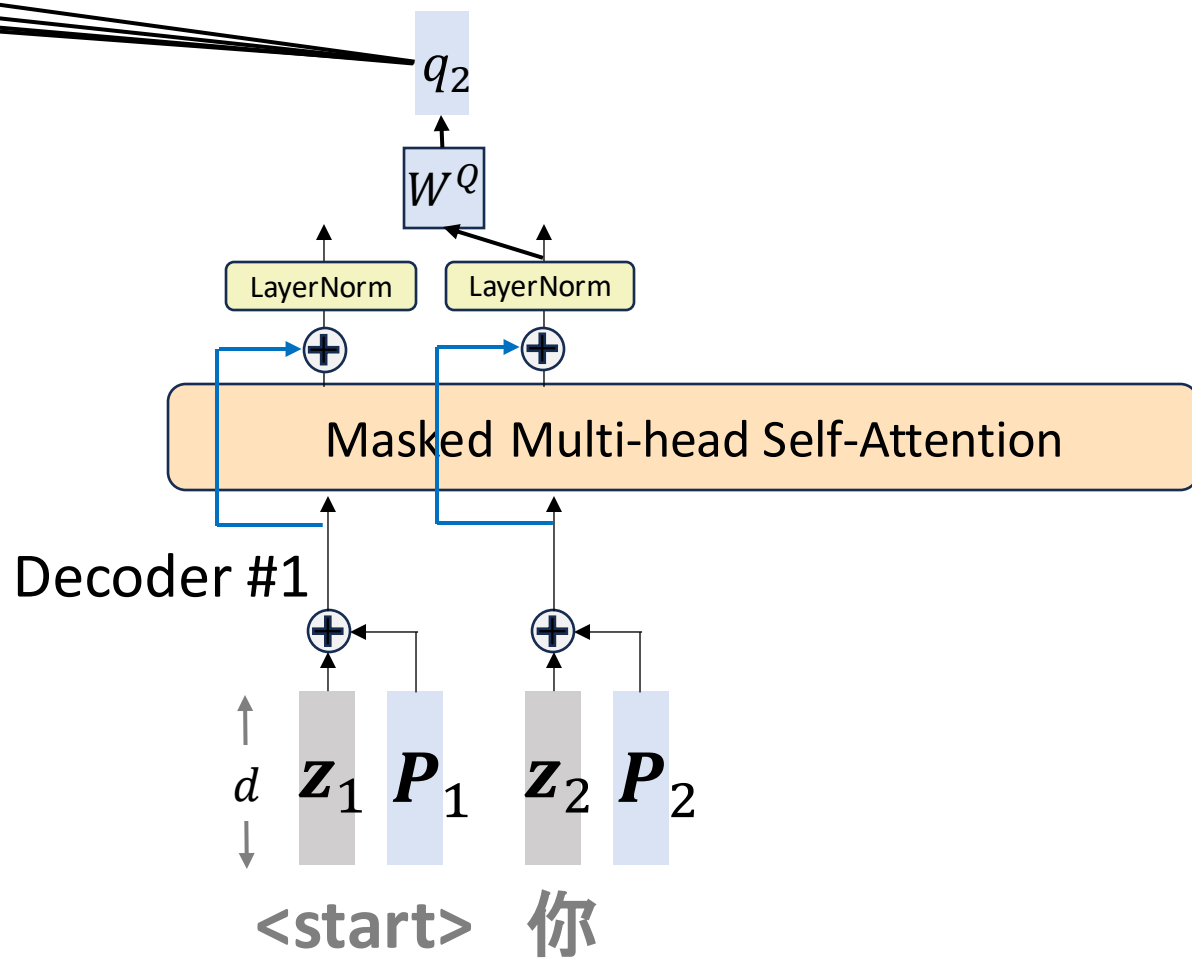 q₂
W^Q
LayerNorm LayerNorm
Masked Multi-head Self-Attention
Decoder #1
d z₁ P₁ z₂ P₂
<start> 你